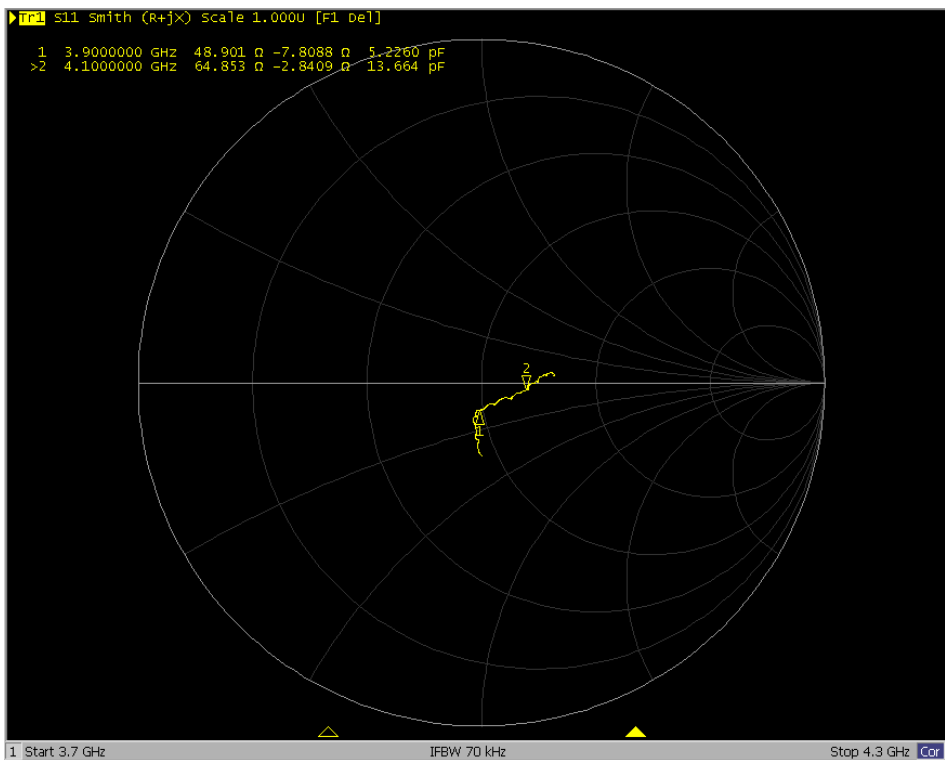 Tr1 S11 Smith (R+jX) Scale 1.000U [F1 Del]
1 3.9000000 GHz 48.901 Ω -7.8088 Ω 5.2260 pF
>2 4.1000000 GHz 64.853 Ω -2.8409 Ω 13.664 pF
2
1
1 Start 3.7 GHz IFBW 70 kHz Stop 4.3 GHz Cor